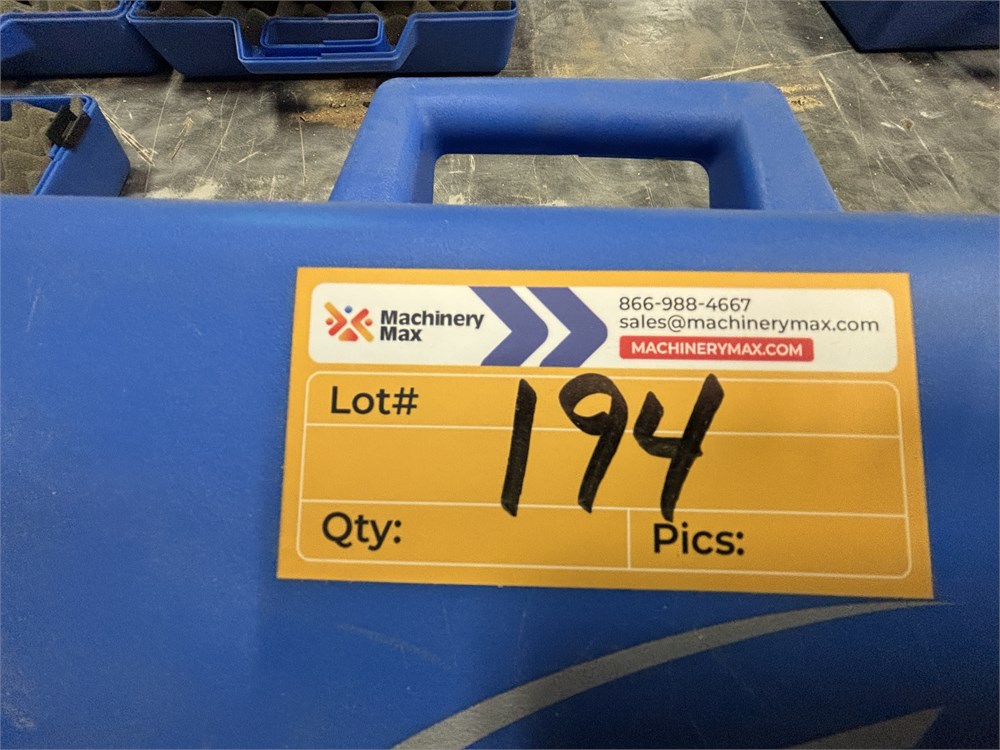 Machinery
Max
866-988-4667
sales@machinerymax.com
MACHINERYMAX.COM
Lot# 194
Qty:
Pics: